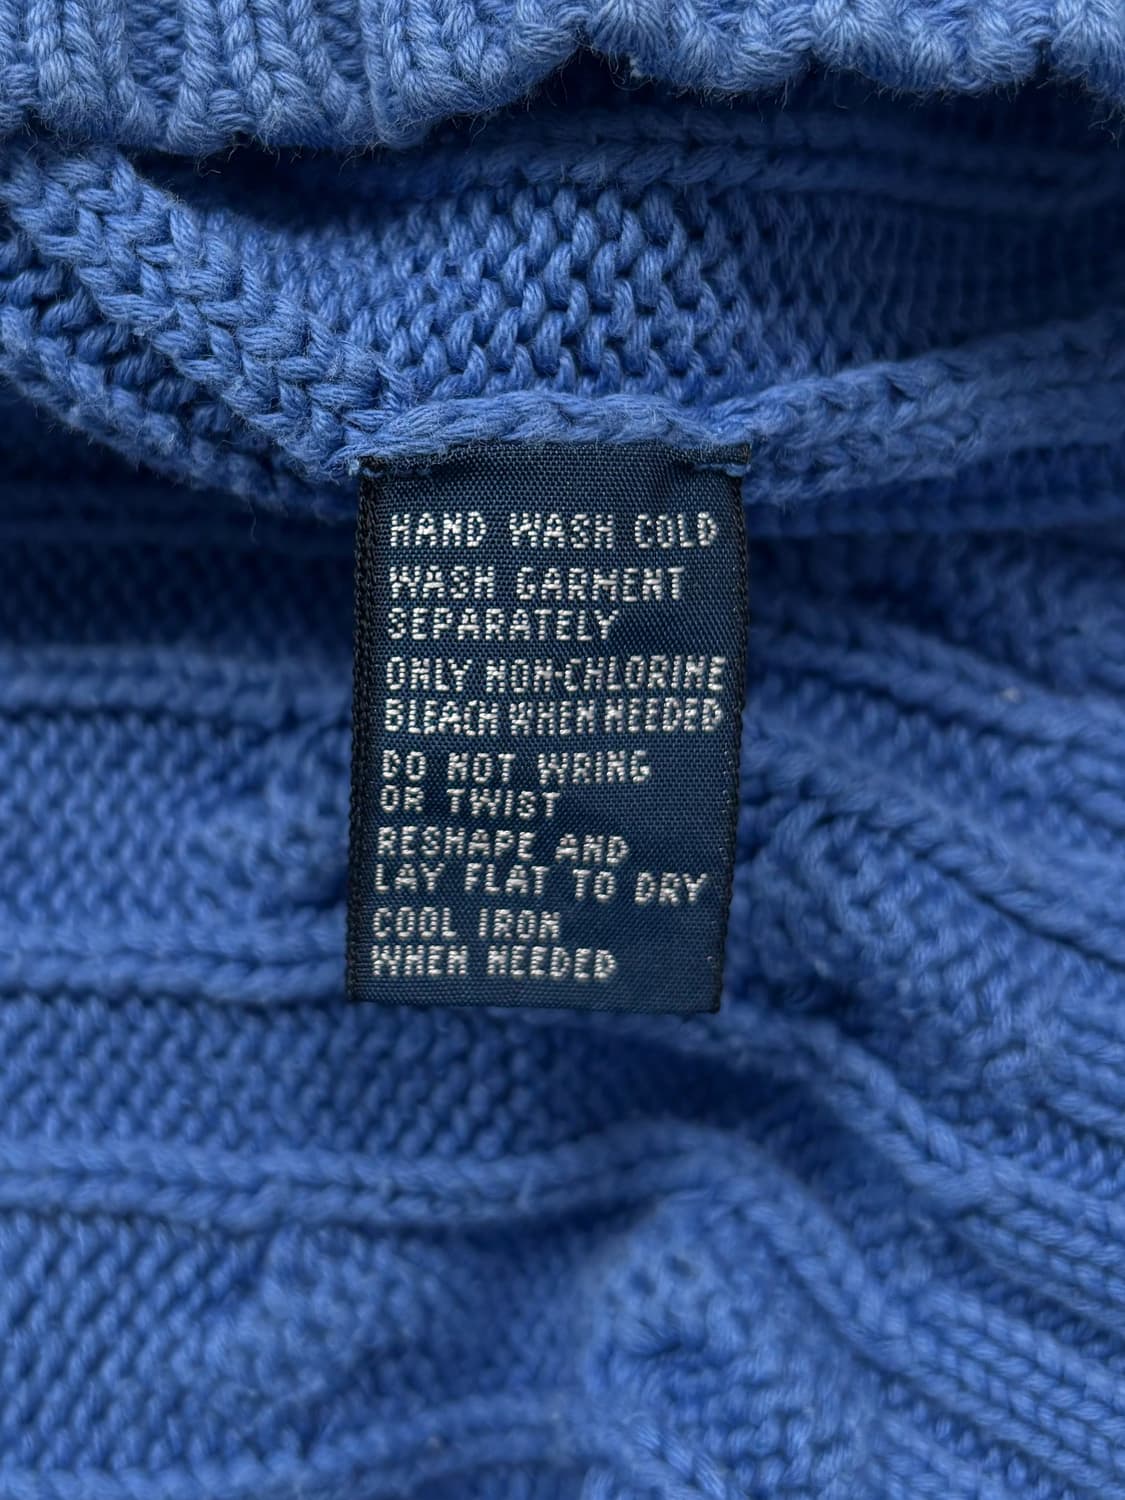 HAND WASH COLD
WASH GARMENT
SEPARATELY
ONLY NON-CHLORINE
BLEACH WHEN NEEDED
DO NOT WRING
OR TWIST
RESHAPE AND
LAY FLAT TO DRY
COOL IRON
WHEN NEEDED